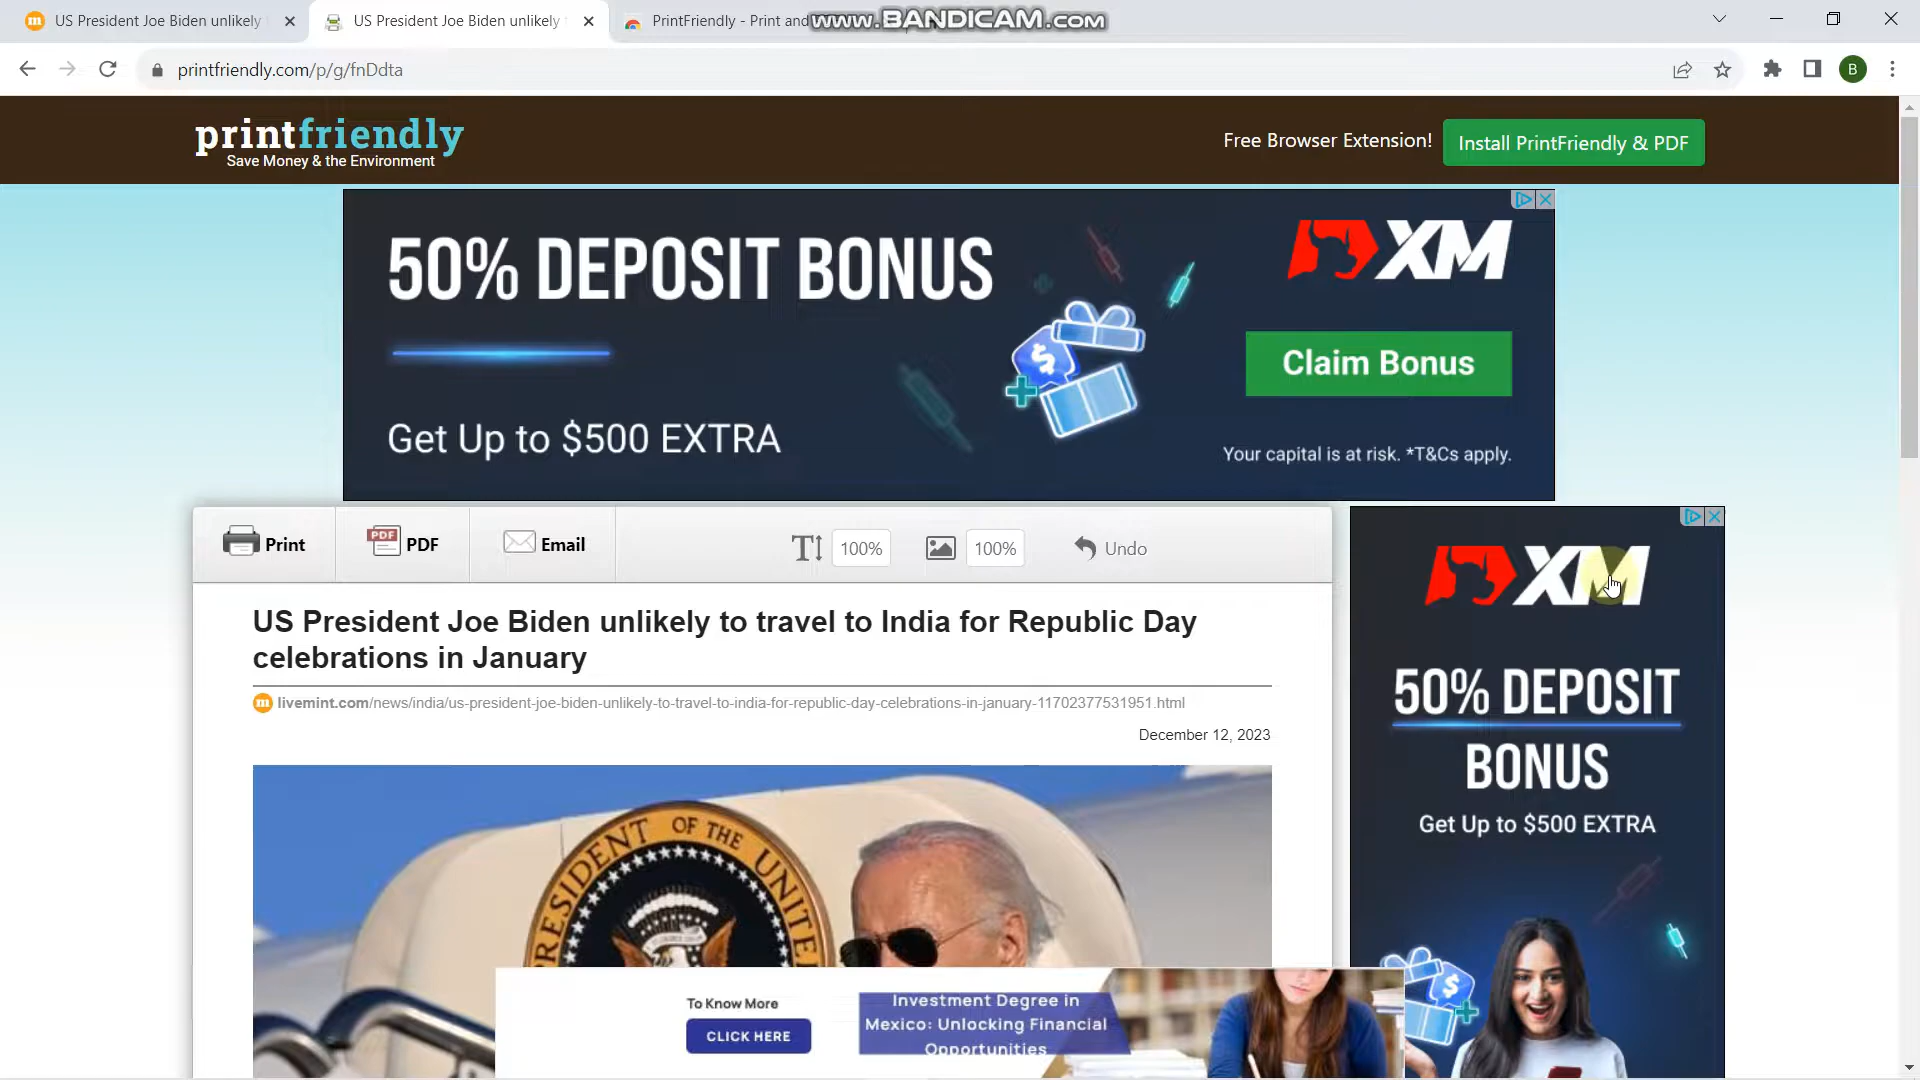 US President Joe Biden unlikely
US President Joe Biden unlikely
PrintFriendly - Print and
www.BANDICAM.com
printfriendly.com/p/g/fnDdta
B
printfriendly
Save Money & the Environment
Free Browser Extension!
Install PrintFriendly & PDF
50% DEPOSIT BONUS
XM
Claim Bonus
Get Up to $500 EXTRA
Your capital is at risk. *T&Cs apply.
Print
PDF
PDF
Email
100%
100%
Undo
US President Joe Biden unlikely to travel to India for Republic Day
celebrations in January
livemint.com/news/india/us-president-joe-biden-unlikely-to-travel-to-india-for-republic-day-celebrations-in-january-11702377531951.html
December 12, 2023
PRESIDENT OF THE UNITED
XM
50% DEPOSIT
BONUS
Get Up to $500 EXTRA
To Know More
CLICK HERE
Investment Degree in
Mexico: Unlocking Financial
Opportunities